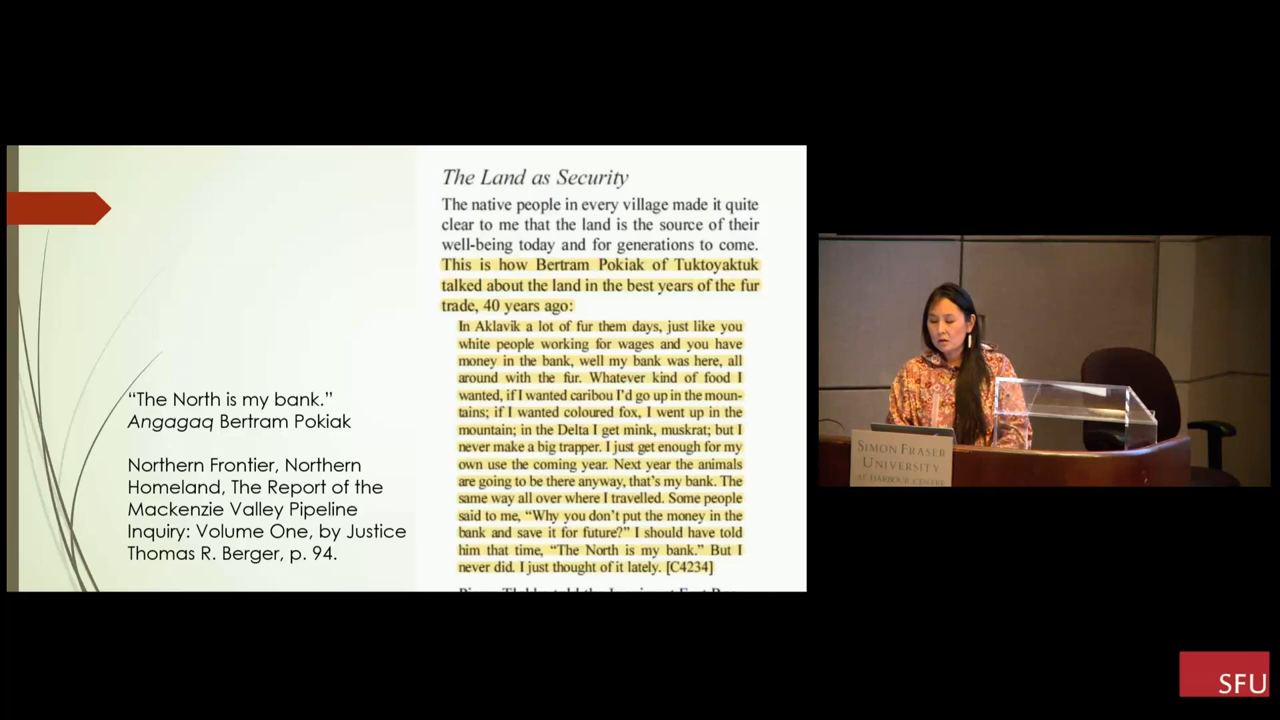 The Land as Security
The native people in every village made it quite
clear to me that the land is the source of their
well-being today and for generations to come.
This is how Bertram Pokiak of Tuktoyaktuk
talked about the land in the best years of the fur
trade, 40 years ago:
In Aklavik a lot of fur them days, just like you
white people working for wages and you have
money in the bank, well my bank was here, all
around with the fur. Whatever kind of food I
wanted, if I wanted caribou I'd go up in the moun-
tains; if I wanted coloured fox, I went up in the
mountain; in the Delta I get mink, muskrat; but I
never make a big trapper. I just get enough for my
own use the coming year. Next year the animals
are going to be there anyway, that's my bank. The
same way all over where I travelled. Some people
said to me, "Why you don't put the money in the
bank and save it for future?" I should have told
him that time, "The North is my bank." But I
never did. I just thought of it lately. [C4234]
"The North is my bank."
Angagaq Bertram Pokiak
Northern Frontier, Northern
Homeland, The Report of the
Mackenzie Valley Pipeline
Inquiry: Volume One, by Justice
Thomas R. Berger, p. 94.
SIMON FRASER
UNIVERSITY
AT HARBOUR CENTRE
SFU